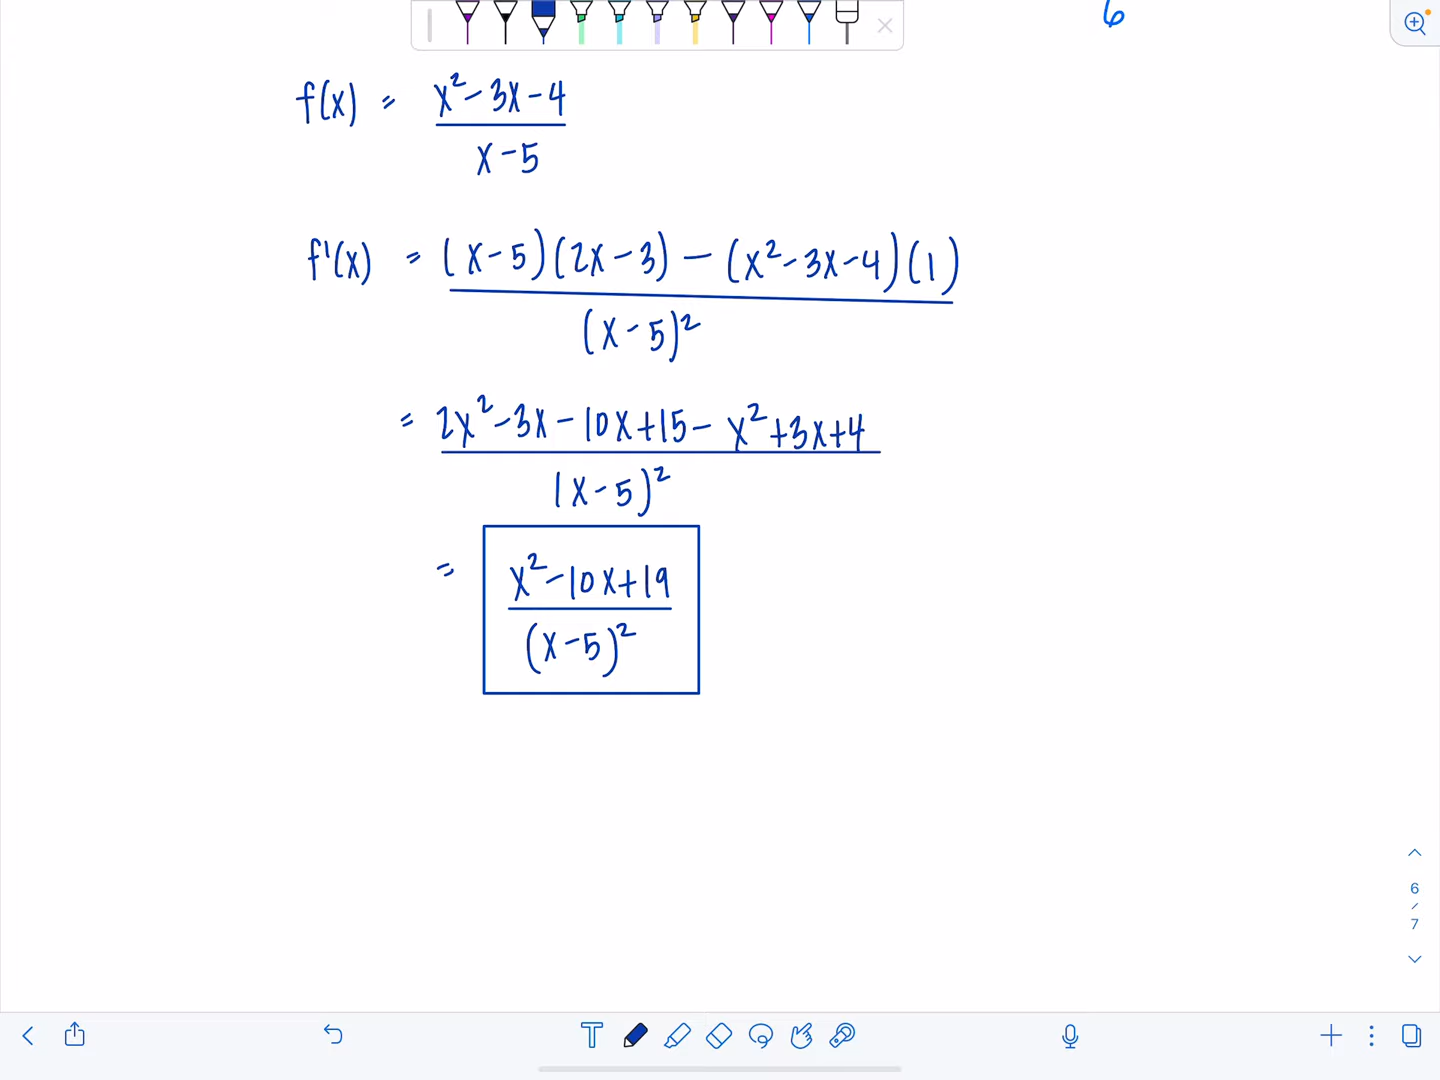 6
f(x) = x² - 3x - 4
x - 5
f'(x) = (x - 5)(2x - 3) - (x² - 3x - 4)(1)
(x - 5)²
= 2x² - 3x - 10x + 15 - x² + 3x + 4
(x - 5)²
= x² - 10x + 19
(x - 5)²
6
/
7
T